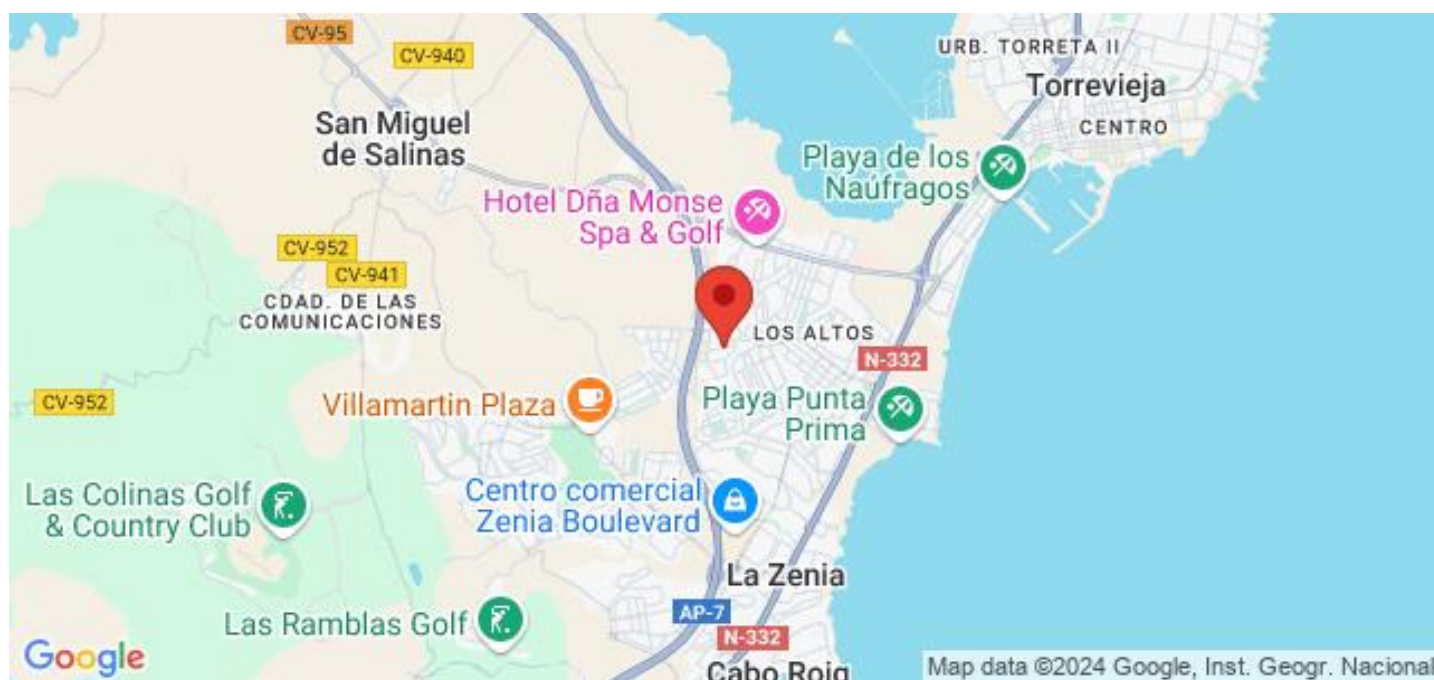 CV-95
CV-940
URB. TORRETA II
Torrevieja
CENTRO
San Miguel
de Salinas
Playa de los
Naúfragos
Hotel Dña Monse
Spa & Golf
CV-952
CV-941
CDAD. DE LAS
COMUNICACIONES
LOS ALTOS
N-332
CV-952
Villamartin Plaza
Playa Punta
Prima
Las Colinas Golf
& Country Club
Centro comercial
Zenia Boulevard
La Zenia
AP-7
Las Ramblas Golf
N-332
Cabo Roig
Google
Map data ©2024 Google, Inst. Geogr. Nacional